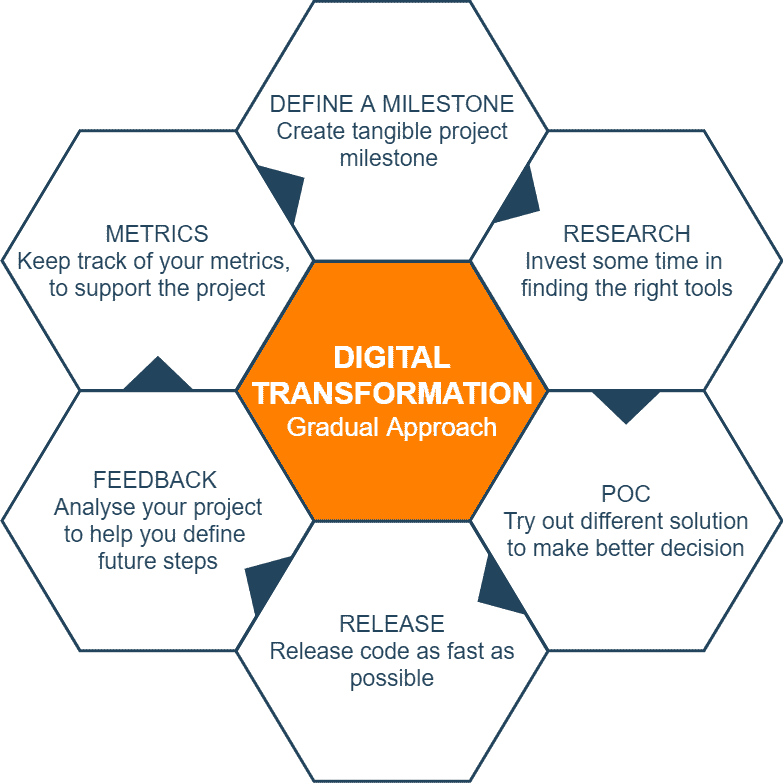 DEFINE A MILESTONE
Create tangible project
milestone
RESEARCH
Invest some time in
finding the right tools
POC
Try out different solution
to make better decision
RELEASE
Release code as fast as
possible
FEEDBACK
Analyse your project
to help you define
future steps
METRICS
Keep track of your metrics,
to support the project
DIGITAL
TRANSFORMATION
Gradual Approach